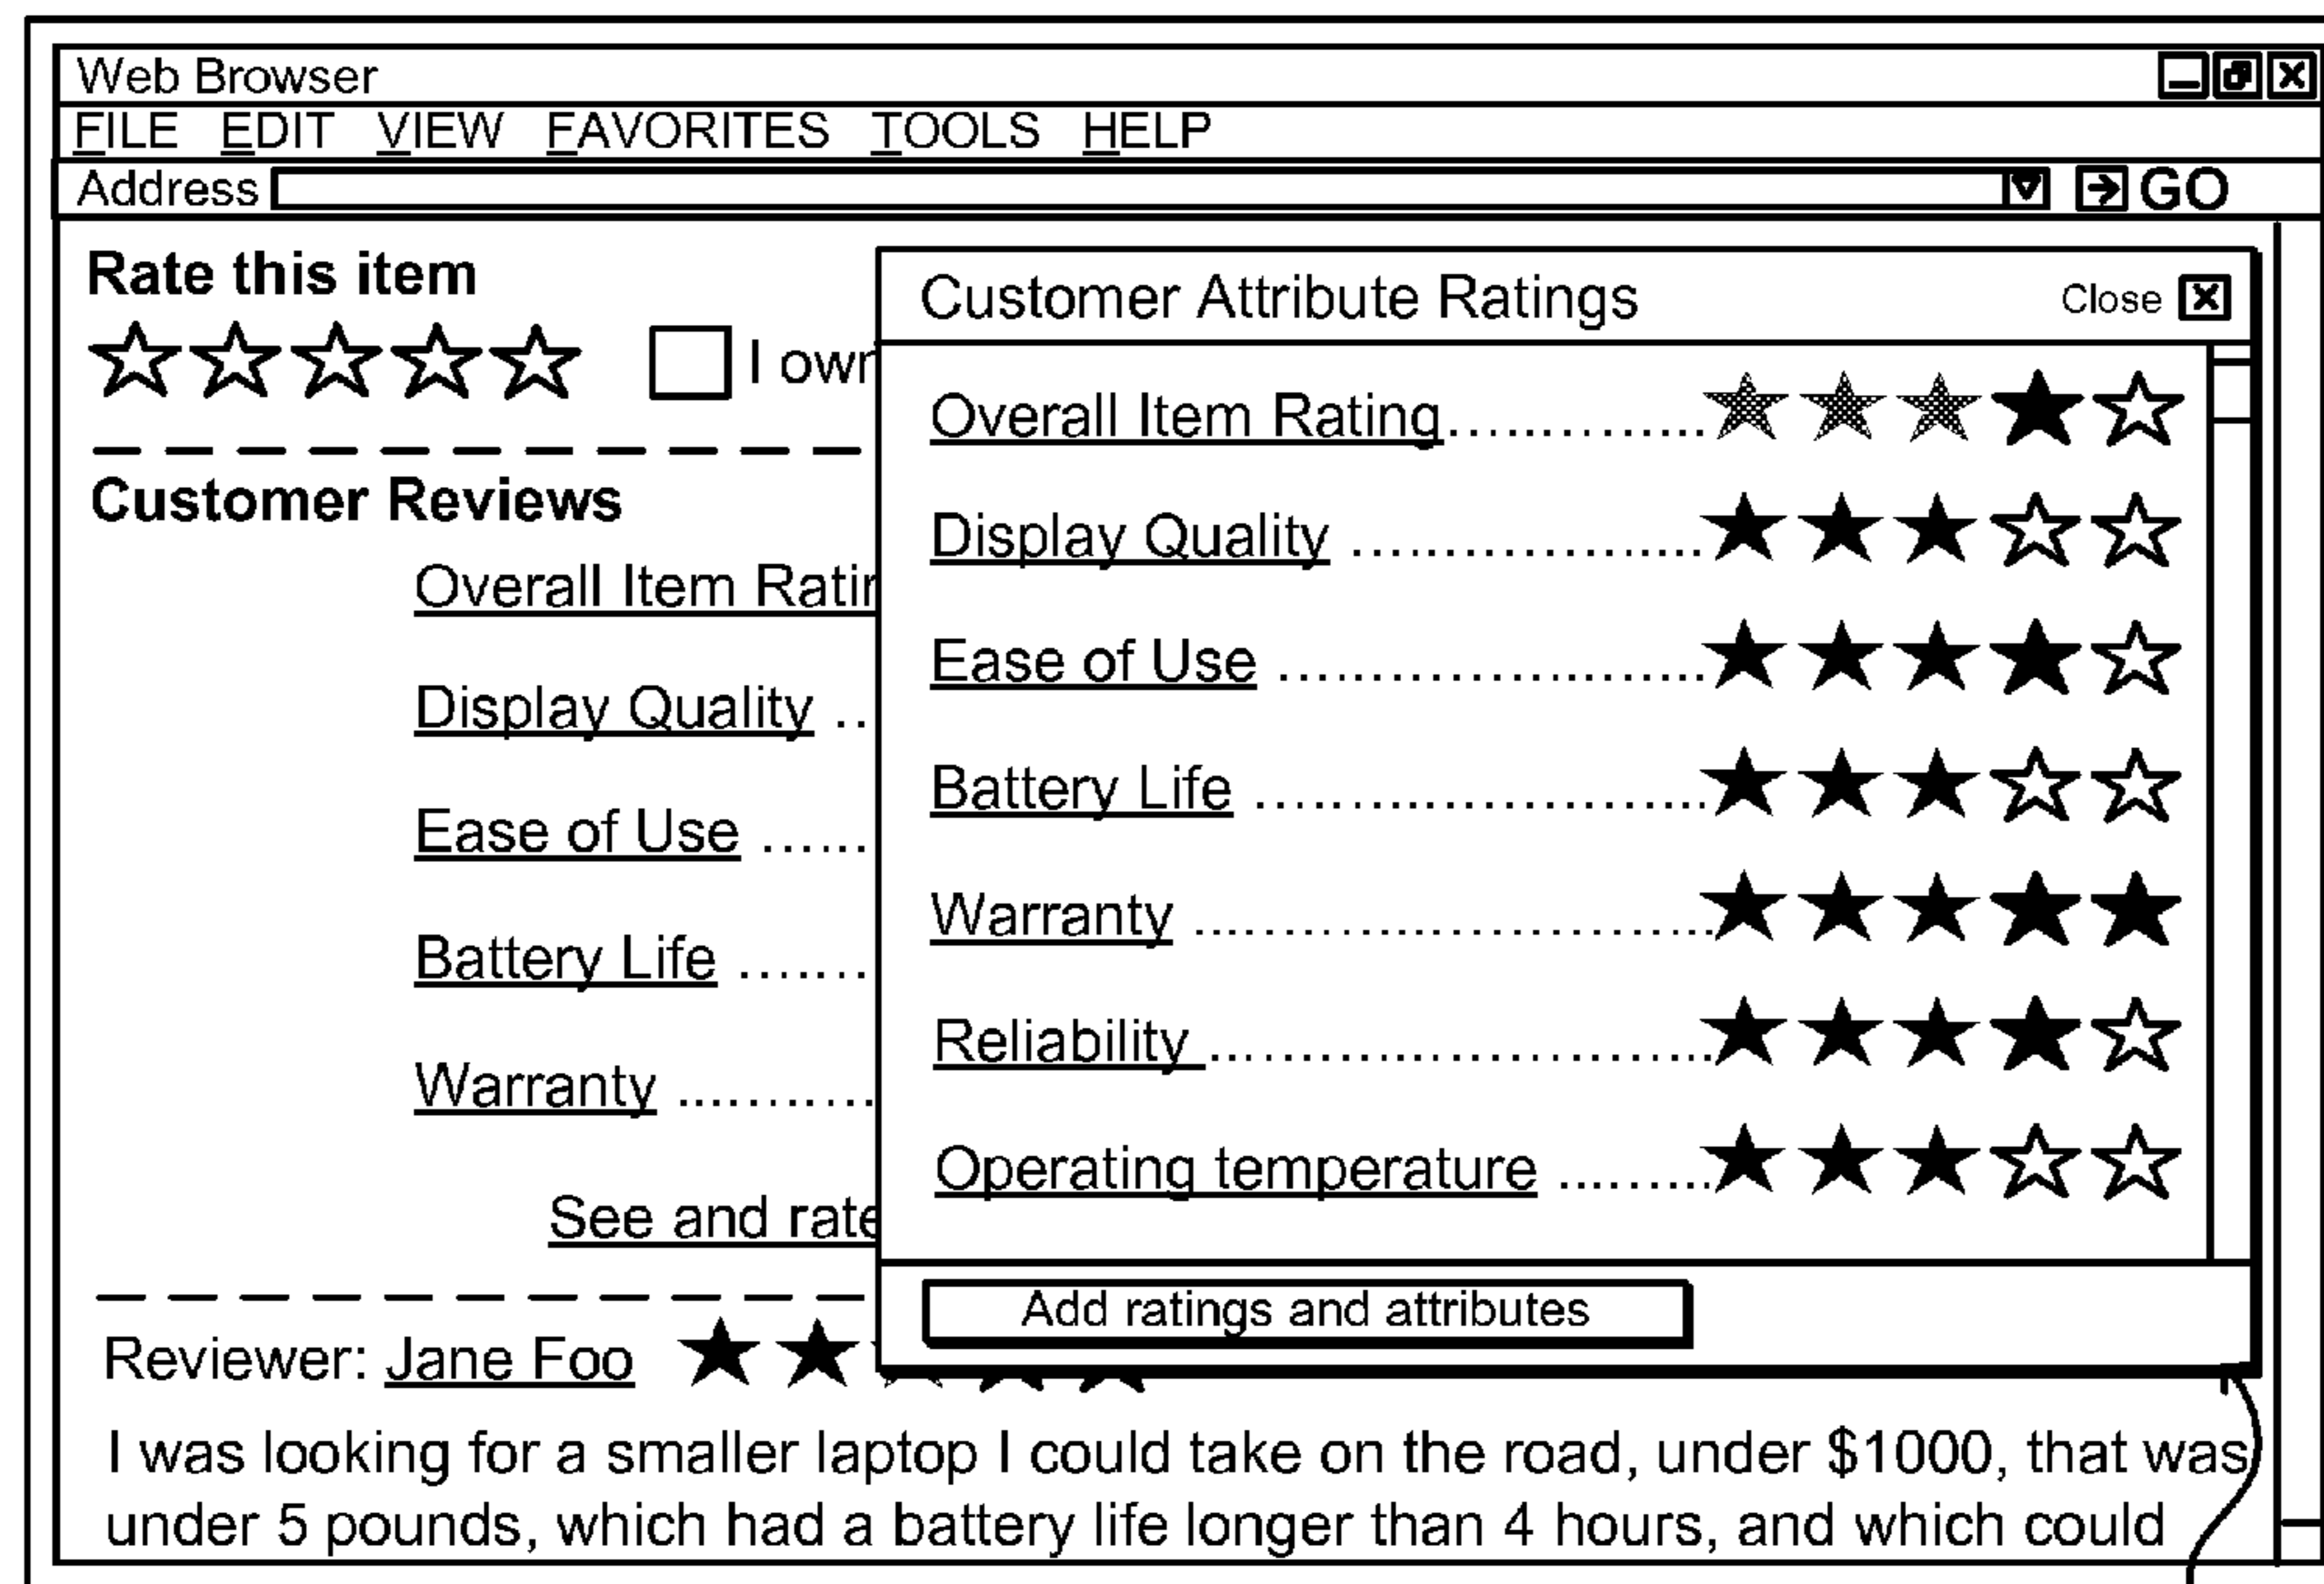 Web Browser
FILE EDIT VIEW FAVORITES TOOLS HELP
Address GO
Rate this item
I own
Customer Reviews
Overall Item Ratin
Display Quality ..
Ease of Use ......
Battery Life .......
Warranty ...........
See and rate
Customer Attribute Ratings Close
Overall Item Rating..............
Display Quality ...................
Ease of Use .......................
Battery Life ........................
Warranty ............................
Reliability ...........................
Operating temperature .........
Add ratings and attributes
Reviewer: Jane Foo
I was looking for a smaller laptop I could take on the road, under $1000, that was
under 5 pounds, which had a battery life longer than 4 hours, and which could